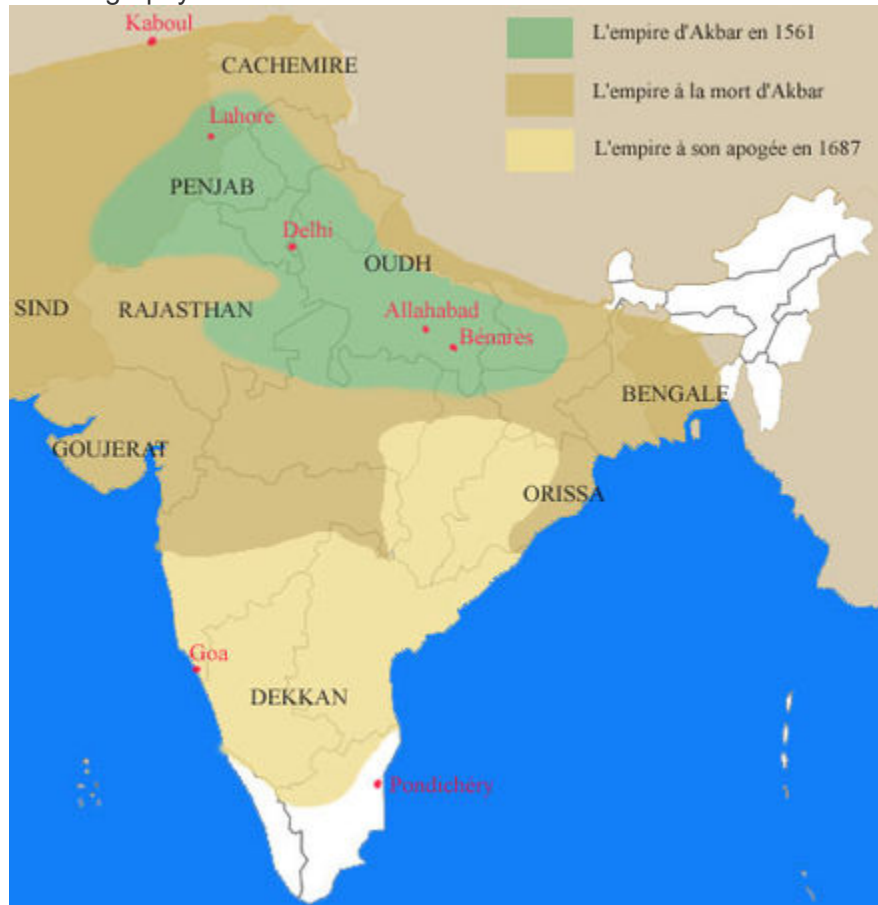 Kaboul
L'empire d'Akbar en 1561
CACHEMIRE
L'empire à la mort d'Akbar
Lahore
L'empire à son apogée en 1687
PENJAB
Delhi
OUDH
SIND
RAJASTHAN
Allahabad
Bénarès
BENGALE
GOUJERAT
ORISSA
Goa
DEKKAN
Pondichéry